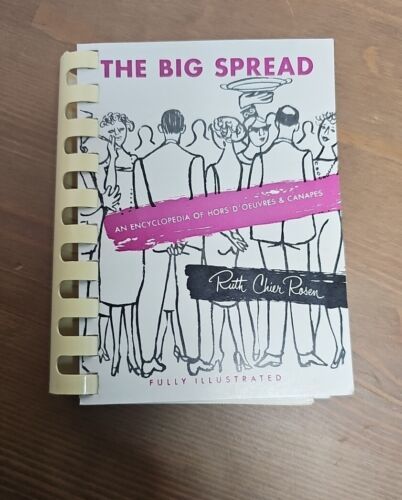 THE BIG SPREAD
AN ENCYCLOPEDIA OF HORS D'OEUVRES & CANAPES
Ruth Chier Rosen
FULLY ILLUSTRATED